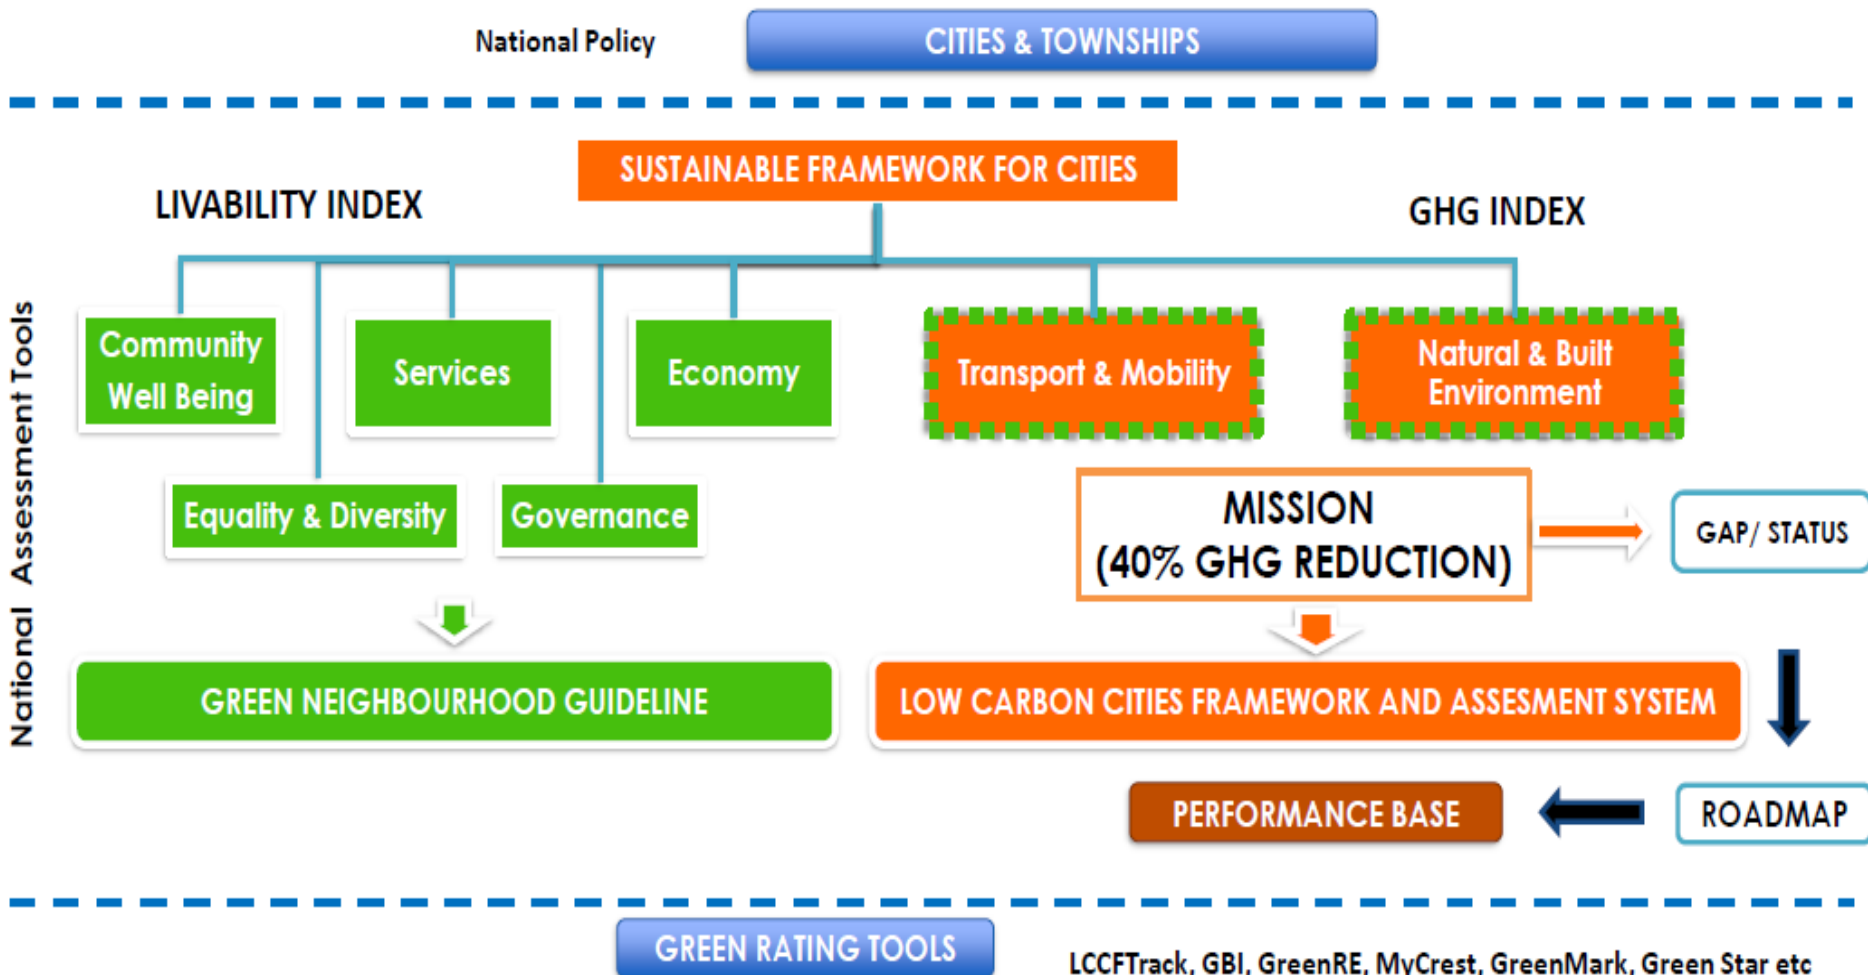 National Policy
CITIES & TOWNSHIPS
SUSTAINABLE FRAMEWORK FOR CITIES
LIVABILITY INDEX
GHG INDEX
National Assessment Tools
Community
Well Being
Services
Economy
Transport & Mobility
Natural & Built
Environment
Equality & Diversity
Governance
MISSION
(40% GHG REDUCTION)
GAP/ STATUS
GREEN NEIGHBOURHOOD GUIDELINE
LOW CARBON CITIES FRAMEWORK AND ASSESMENT SYSTEM
PERFORMANCE BASE
ROADMAP
GREEN RATING TOOLS
LCCFTrack, GBI, GreenRE, MyCrest, GreenMark, Green Star etc